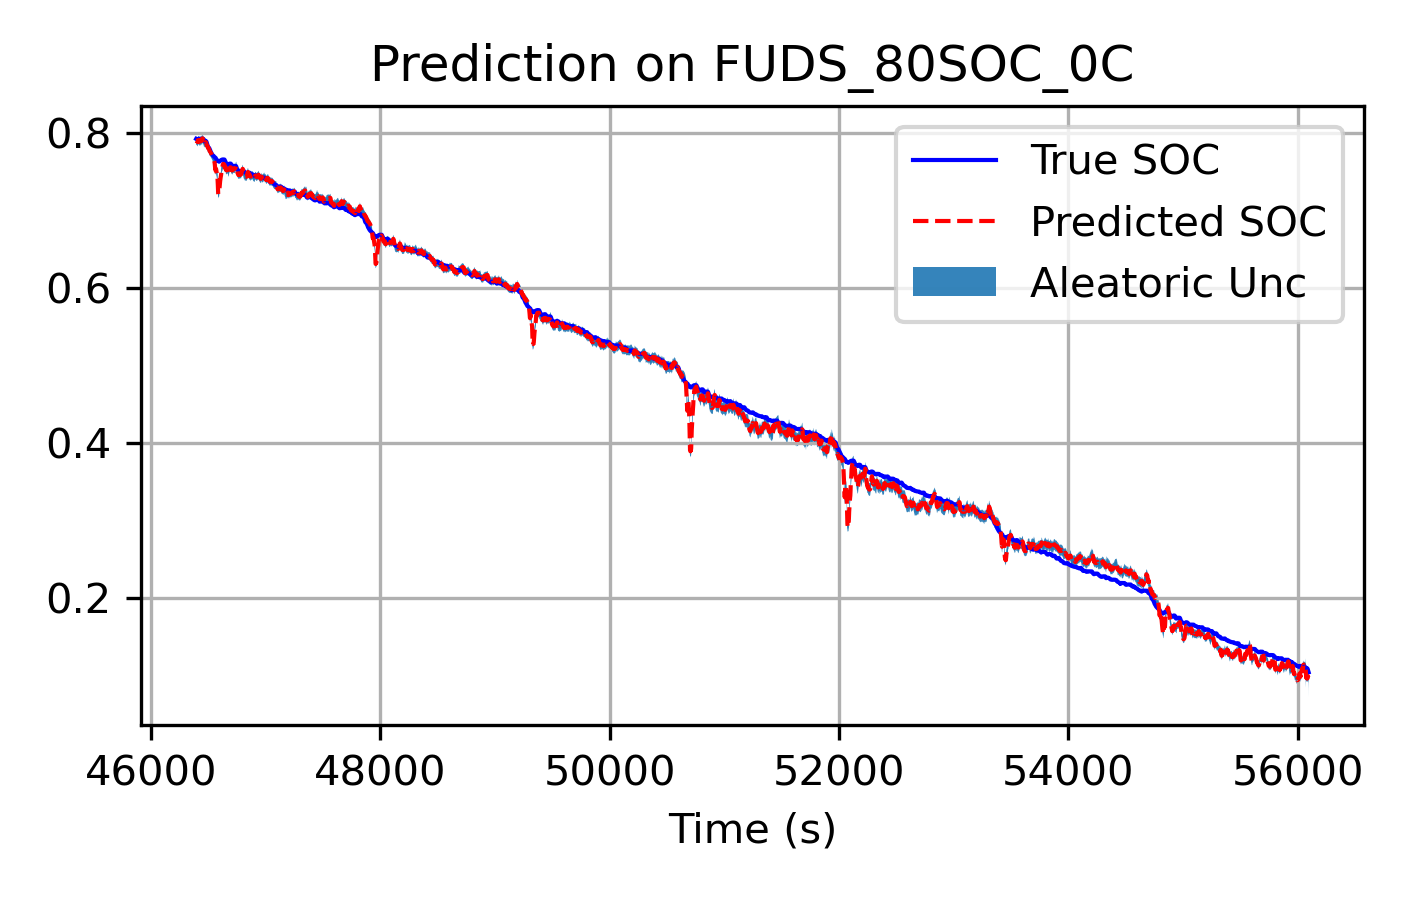 Prediction on FUDS_80SOC_0C
True SOC
Predicted SOC
Aleatoric Unc
0.8
0.6
0.4
0.2
46000 48000 50000 52000 54000 56000
Time (s)